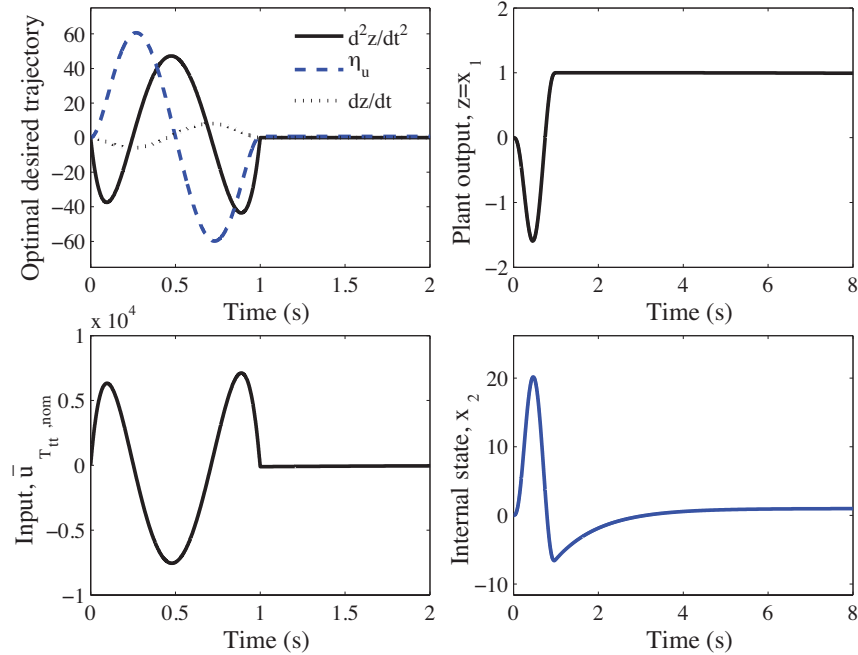 Optimal desired trajectory
60
40
20
0
-20
-40
-60
d²z/dt²
η_u
dz/dt
0 0.5 1 1.5 2
Time (s)
Plant output, z=x_1
2
1
0
−1
−2
0 2 4 6 8
Time (s)
x 10^4
Input, ū_{T_tt ,nom}
1
0.5
0
-0.5
-1
0 0.5 1 1.5 2
Time (s)
Internal state, x_2
20
10
0
−10
0 2 4 6 8
Time (s)